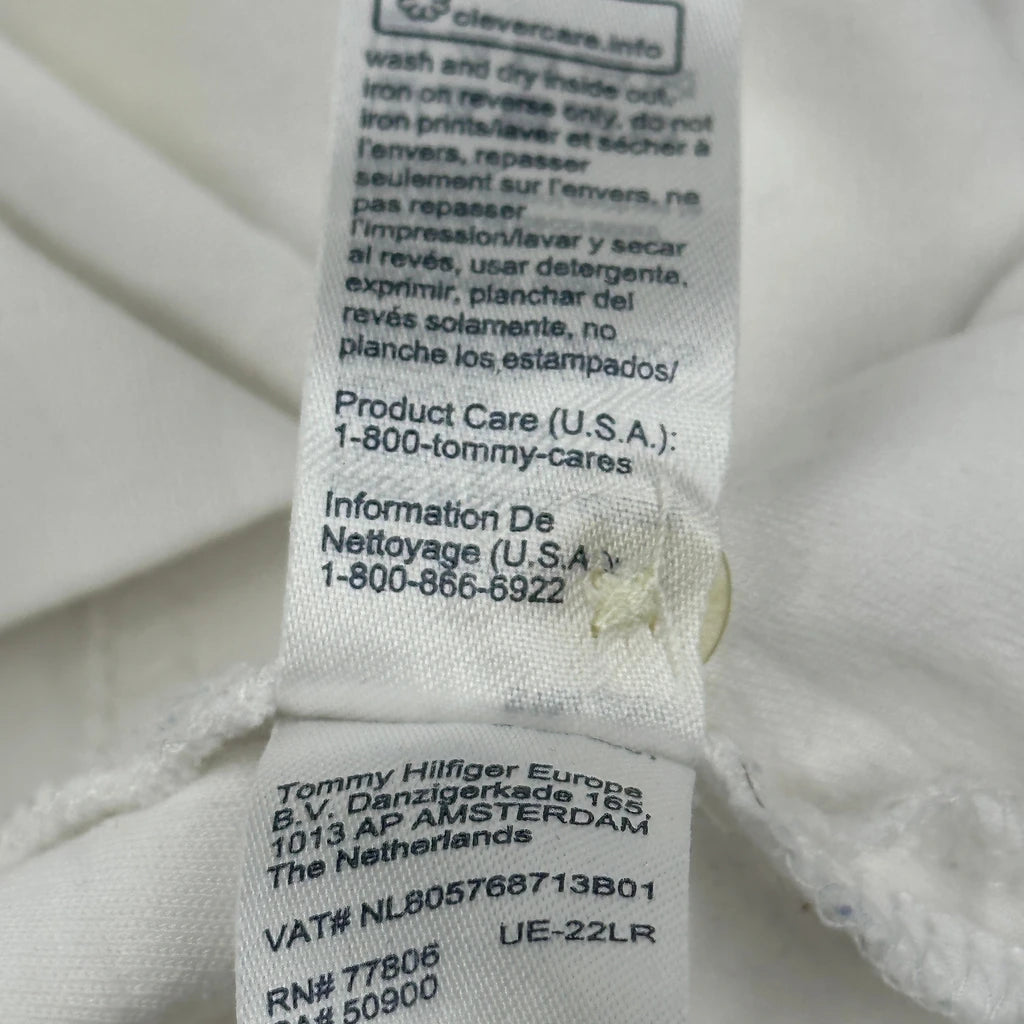 clevercare.info
wash and dry inside out,
iron on reverse only, do not
iron prints/laver et sécher à
l'envers, repasser
seulement sur l'envers, ne
pas repasser
l'impression/lavar y secar
al revés, usar detergente,
exprimir, planchar del
revés solamente, no
planche los estampados/
Product Care (U.S.A.):
1-800-tommy-cares
Information De
Nettoyage (U.S.A.):
1-800-866-6922
Tommy Hilfiger Europe
B.V. Danzigerkade 165,
1013 AP AMSTERDAM
The Netherlands
VAT# NL805768713B01
UE-22LR
RN# 77806
CA# 50900